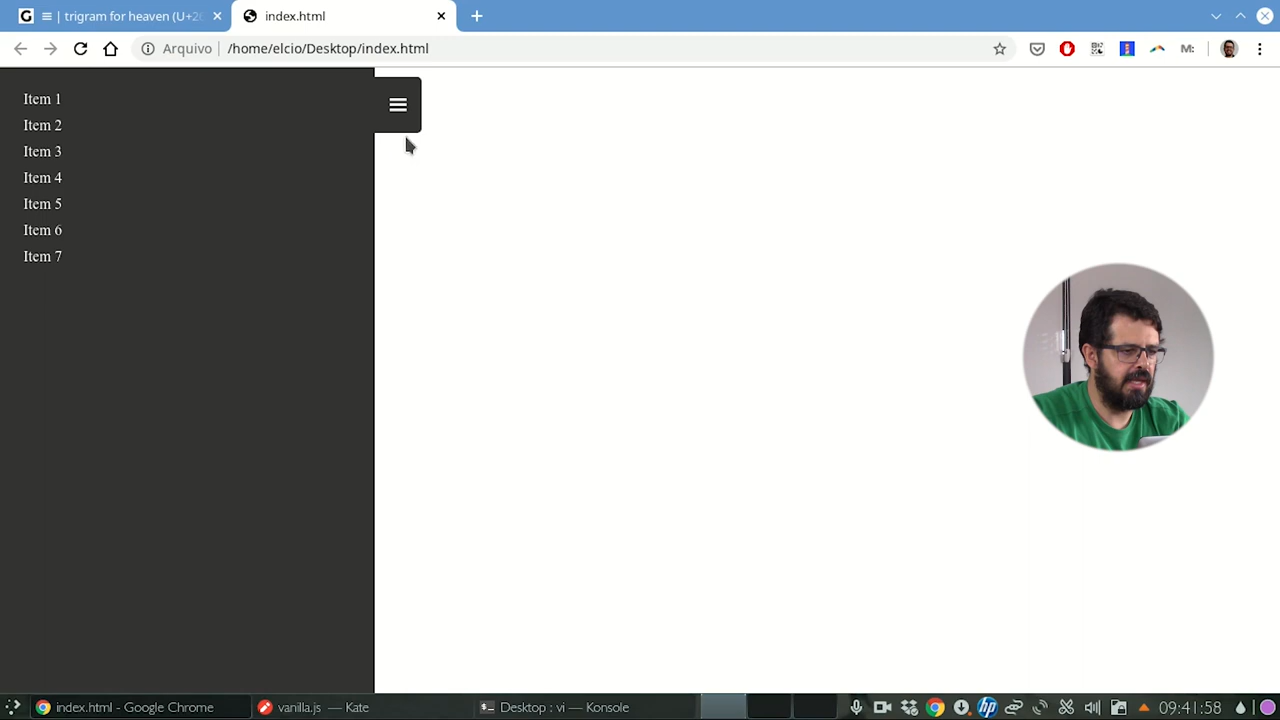 ≡ | trigram for heaven (U+26
index.html
Arquivo
/home/elcio/Desktop/index.html
M:
Item 1
Item 2
Item 3
Item 4
Item 5
Item 6
Item 7
index.html - Google Chrome
vanilla.js — Kate
Desktop : vi — Konsole
09:41:58